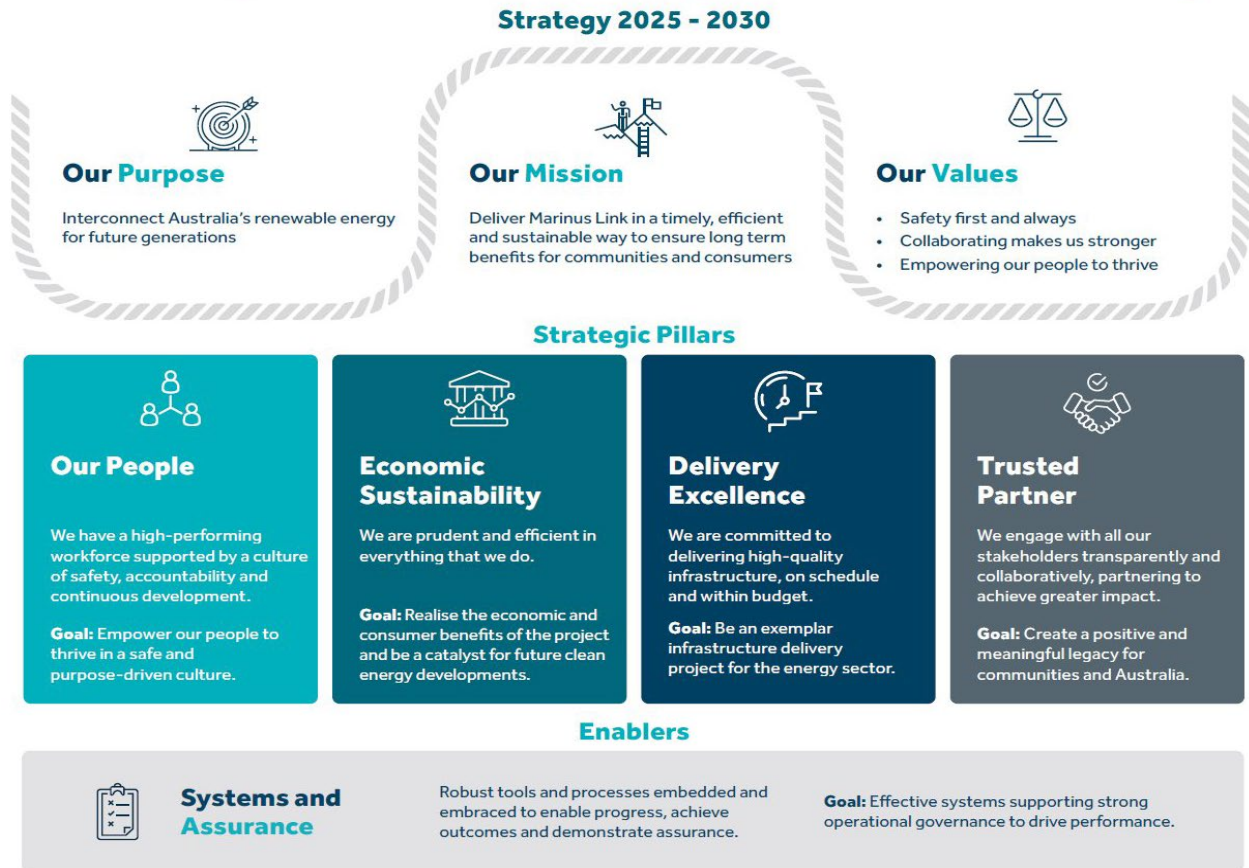 Strategy 2025 - 2030
Our Purpose
Interconnect Australia's renewable energy
for future generations
Our Mission
Deliver Marinus Link in a timely, efficient
and sustainable way to ensure long term
benefits for communities and consumers
Our Values
• Safety first and always
• Collaborating makes us stronger
• Empowering our people to thrive
Strategic Pillars
Our People
We have a high-performing
workforce supported by a culture
of safety, accountability and
continuous development.
Goal: Empower our people to
thrive in a safe and
purpose-driven culture.
Economic
Sustainability
We are prudent and efficient in
everything that we do.
Goal: Realise the economic and
consumer benefits of the project
and be a catalyst for future clean
energy developments.
Delivery
Excellence
We are committed to
delivering high-quality
infrastructure, on schedule
and within budget.
Goal: Be an exemplar
infrastructure delivery
project for the energy sector.
Trusted
Partner
We engage with all our
stakeholders transparently and
collaboratively, partnering to
achieve greater impact.
Goal: Create a positive and
meaningful legacy for
communities and Australia.
Enablers
Systems and
Assurance
Robust tools and processes embedded and
embraced to enable progress, achieve
outcomes and demonstrate assurance.
Goal: Effective systems supporting strong
operational governance to drive performance.